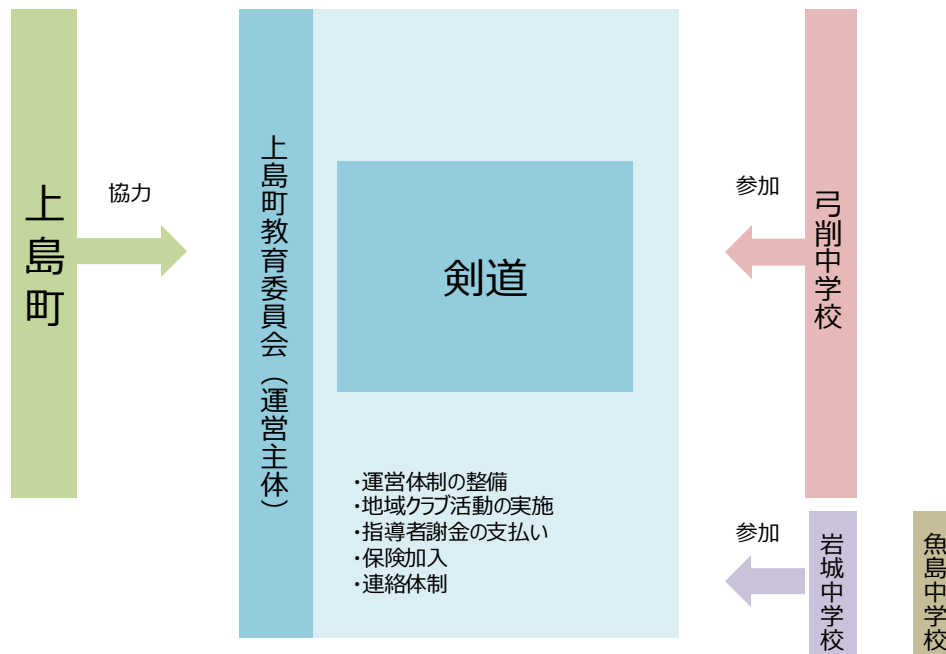 上島町
協力
上島町教育委員会（運営主体）
剣道
・運営体制の整備
・地域クラブ活動の実施
・指導者謝金の支払い
・保険加入
・連絡体制
参加
弓削中学校
参加
岩城中学校
魚島中学校